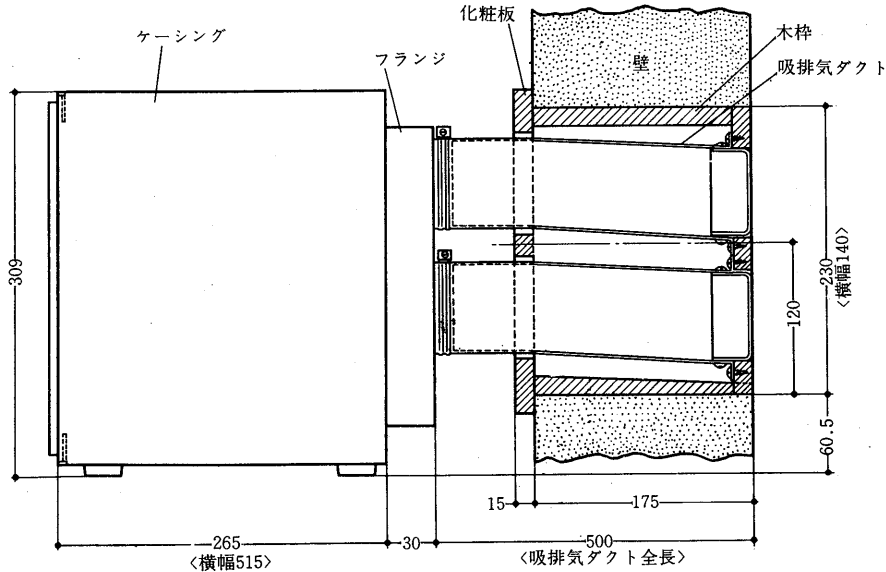 化粧板
ケーシング
フランジ
壁
木枠
吸排気ダクト
309
230
<横幅140>
120
60.5
15
175
265
<横幅515>
30
500
<吸排気ダクト全長>